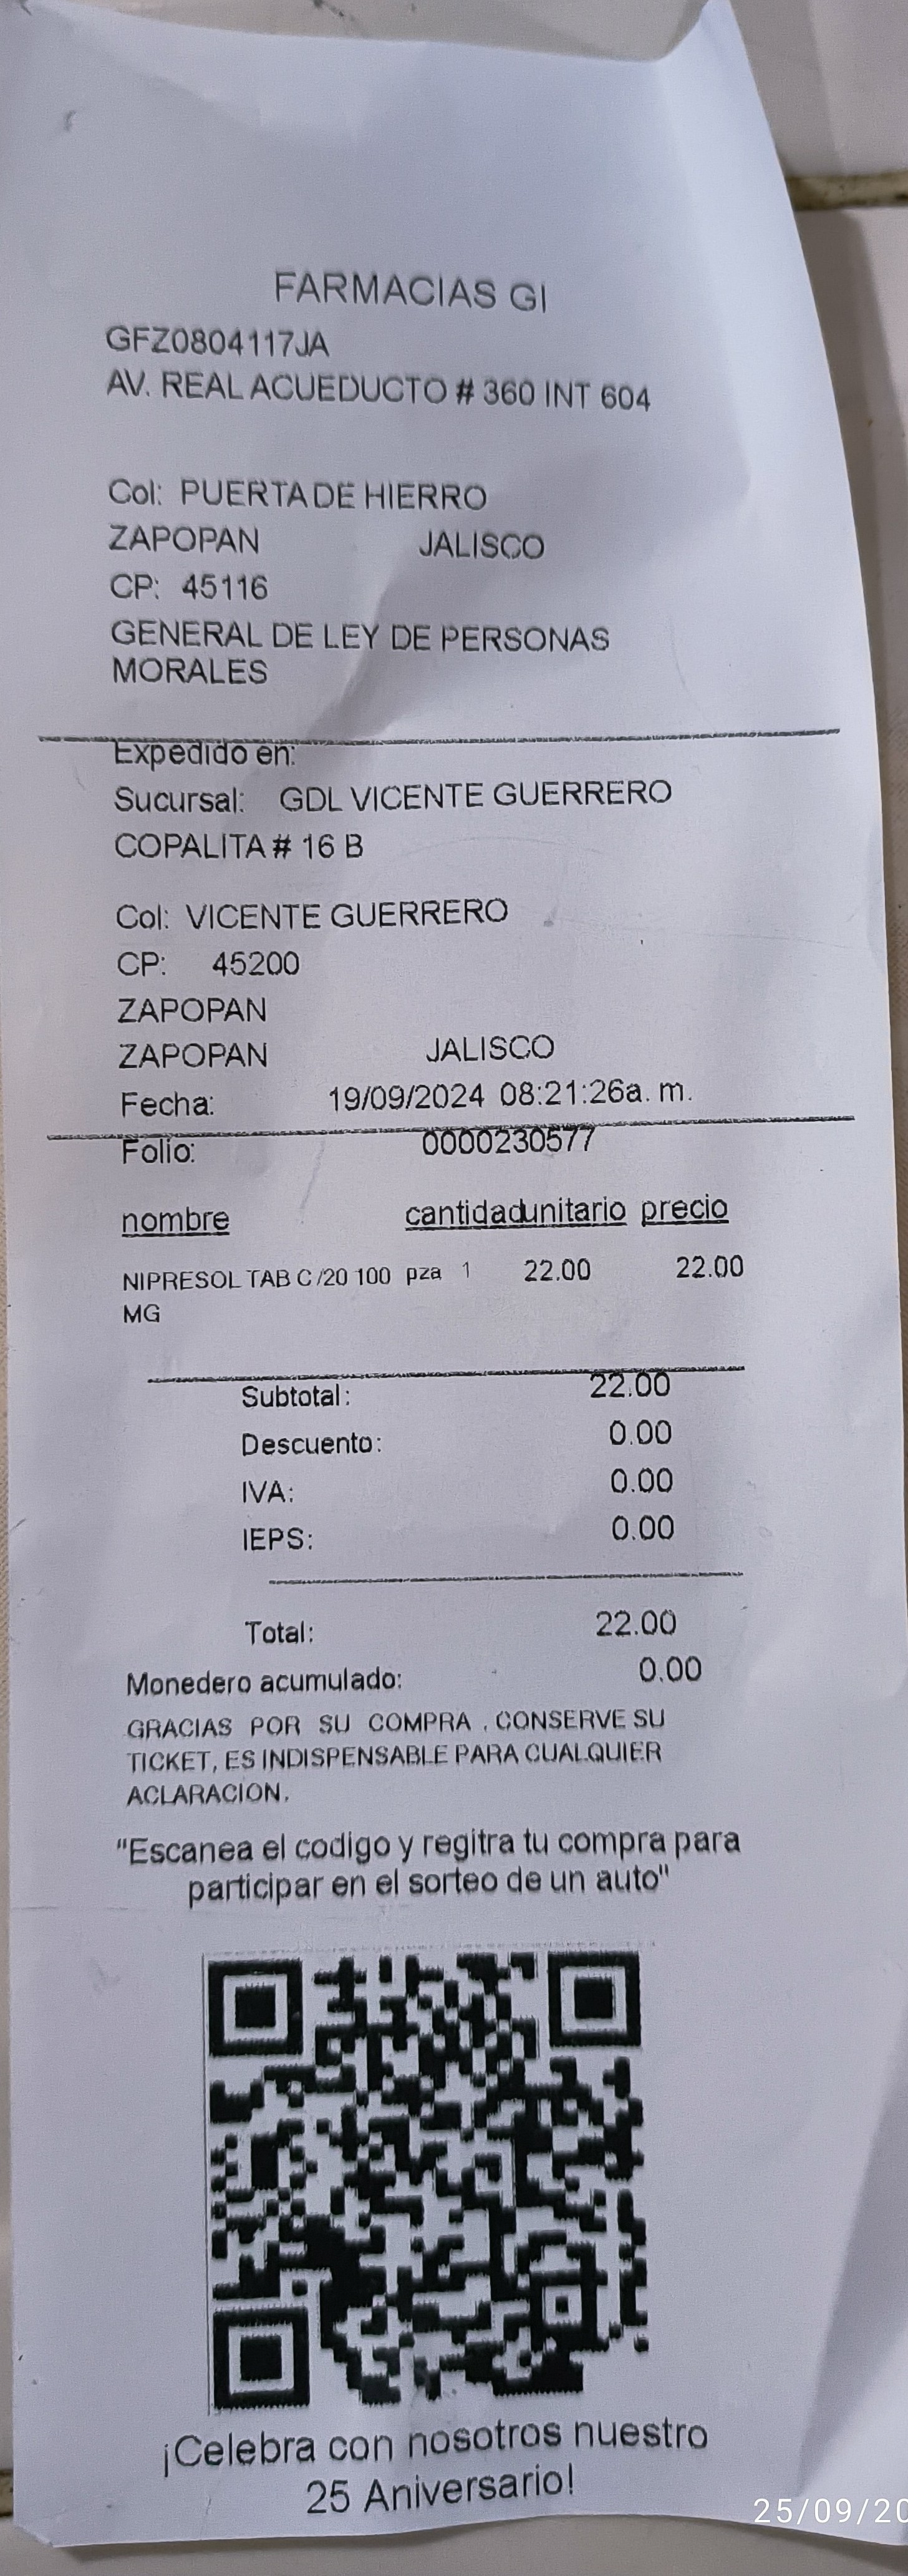 FARMACIAS GI
GFZ0804117JA
AV. REAL ACUEDUCTO # 360 INT 604
Col: PUERTA DE HIERRO
ZAPOPAN JALISCO
CP: 45116
GENERAL DE LEY DE PERSONAS
MORALES
Expedido en:
Sucursal: GDL VICENTE GUERRERO
COPALITA # 16 B
Col: VICENTE GUERRERO
CP: 45200
ZAPOPAN
ZAPOPAN JALISCO
Fecha: 19/09/2024 08:21:26a. m.
Folio: 0000230577
nombre cantidad unitario precio
NIPRESOL TAB C/20 100 pza 1 22.00 22.00
MG
Subtotal: 22.00
Descuento: 0.00
IVA: 0.00
IEPS: 0.00
Total: 22.00
Monedero acumulado: 0.00
GRACIAS POR SU COMPRA , CONSERVE SU
TICKET, ES INDISPENSABLE PARA CUALQUIER
ACLARACION.
"Escanea el codigo y regitra tu compra para
participar en el sorteo de un auto"
¡Celebra con nosotros nuestro
25 Aniversario!
25/09/20